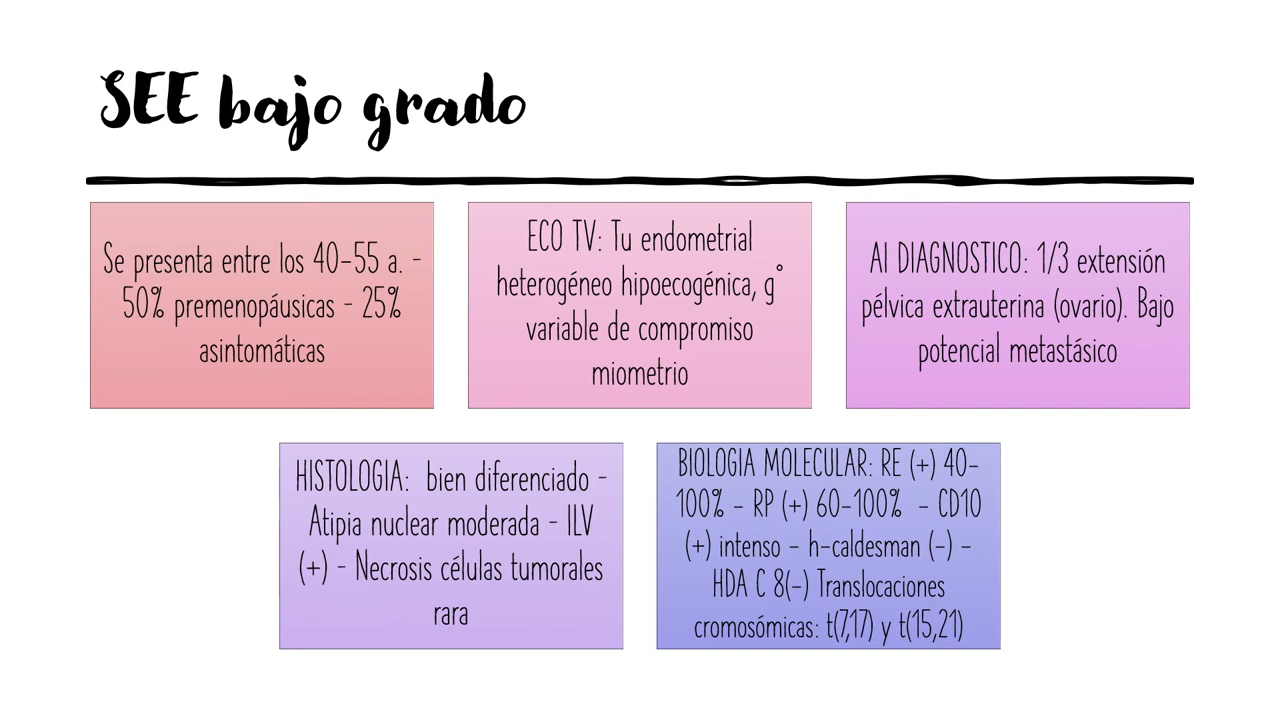 SEE bajo grado
Se presenta entre los 40-55 a. -
50% premenopáusicas - 25%
asintomáticas
ECO TV: Tu endometrial
heterogéneo hipoecogénica, g°
variable de compromiso
miometrio
Al DIAGNOSTICO: 1/3 extensión
pélvica extrauterina (ovario). Bajo
potencial metastásico
HISTOLOGIA: bien diferenciado -
Atipia nuclear moderada - ILV
(+) - Necrosis células tumorales
rara
BIOLOGIA MOLECULAR: RE (+) 40-
100% - RP (+) 60-100% - CD10
(+) intenso - h-caldesman (-) -
HDA C 8(-) Translocaciones
cromosómicas: t(7,17) y t(15,21)